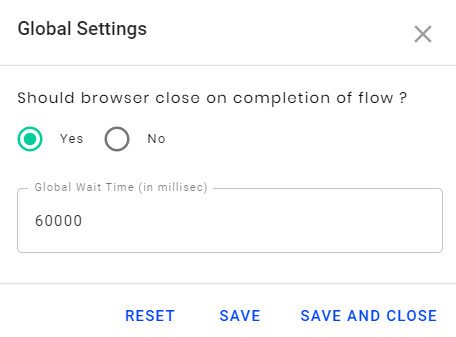 Global Settings
Should browser close on completion of flow ?
Yes No
Global Wait Time (in millisec)
60000
RESET SAVE SAVE AND CLOSE